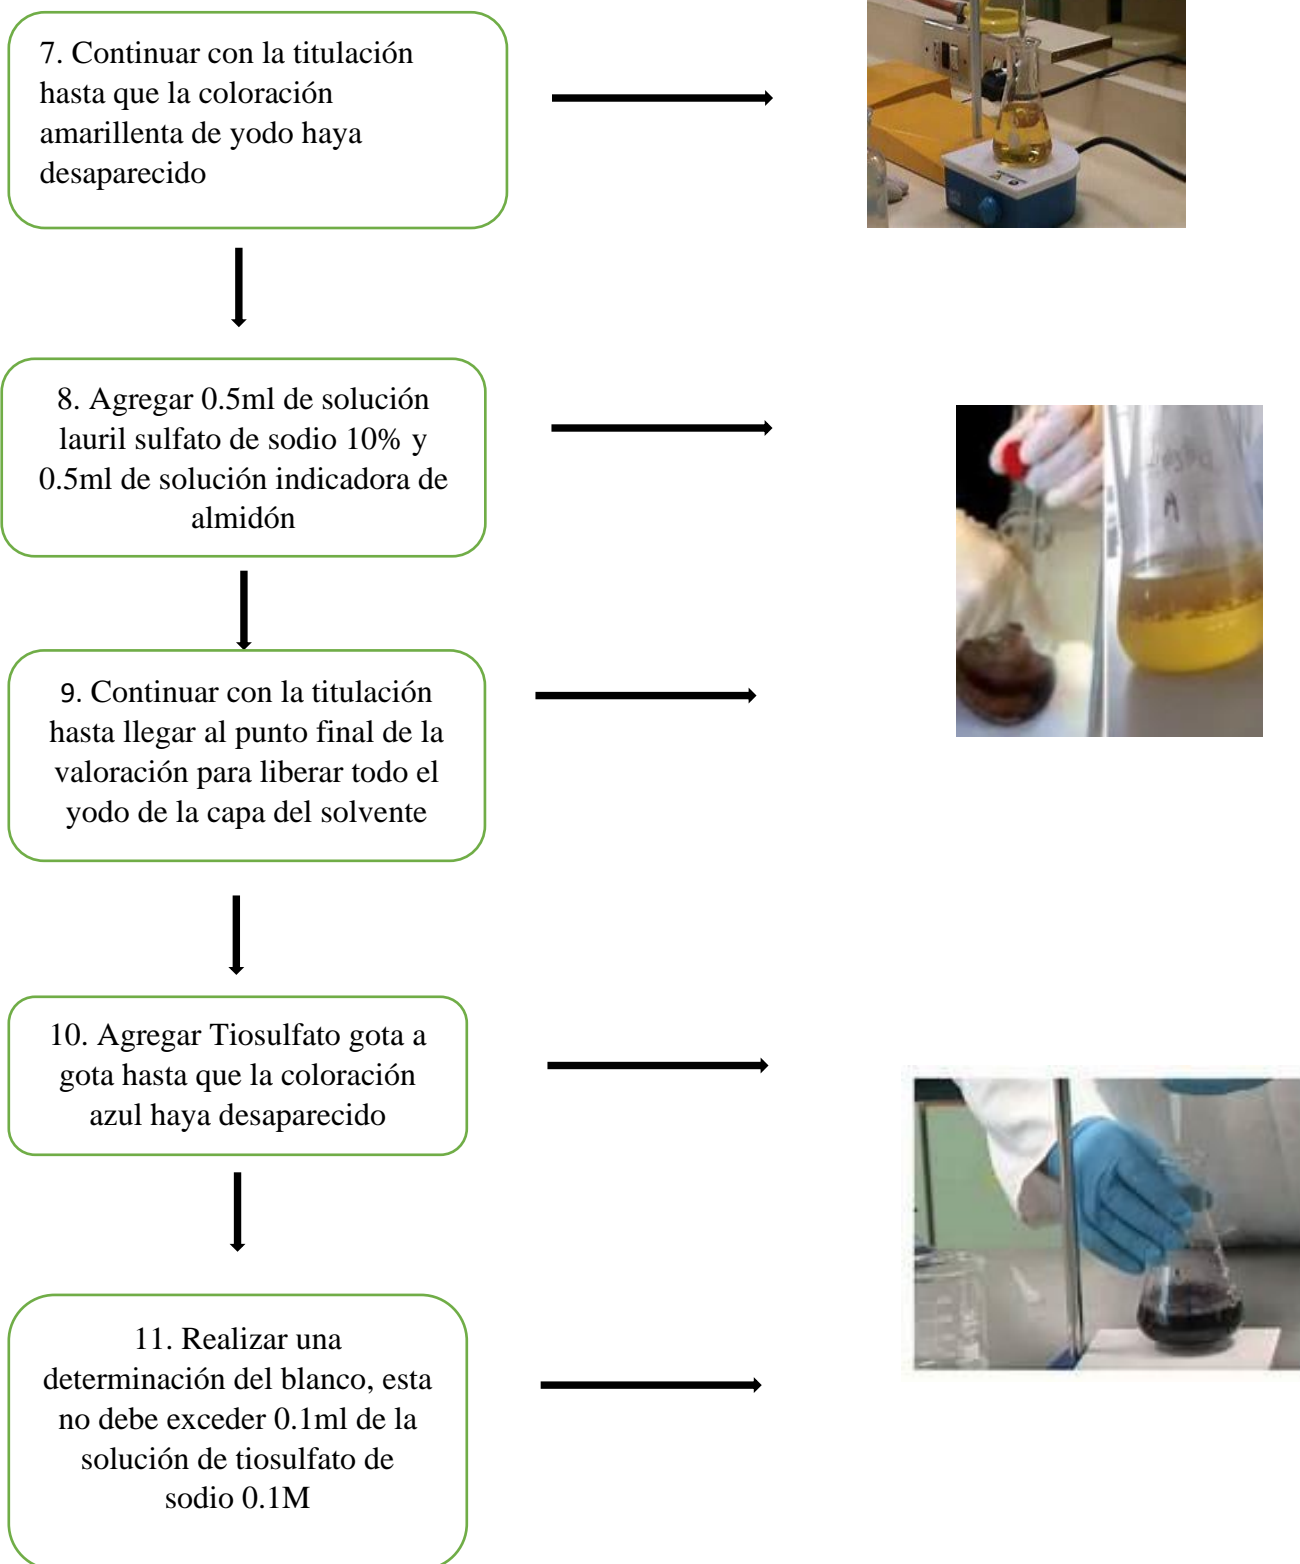 7. Continuar con la titulación
hasta que la coloración
amarillenta de yodo haya
desaparecido
8. Agregar 0.5ml de solución
lauril sulfato de sodio 10% y
0.5ml de solución indicadora de
almidón
9. Continuar con la titulación
hasta llegar al punto final de la
valoración para liberar todo el
yodo de la capa del solvente
10. Agregar Tiosulfato gota a
gota hasta que la coloración
azul haya desaparecido
11. Realizar una
determinación del blanco, esta
no debe exceder 0.1ml de la
solución de tiosulfato de
sodio 0.1M